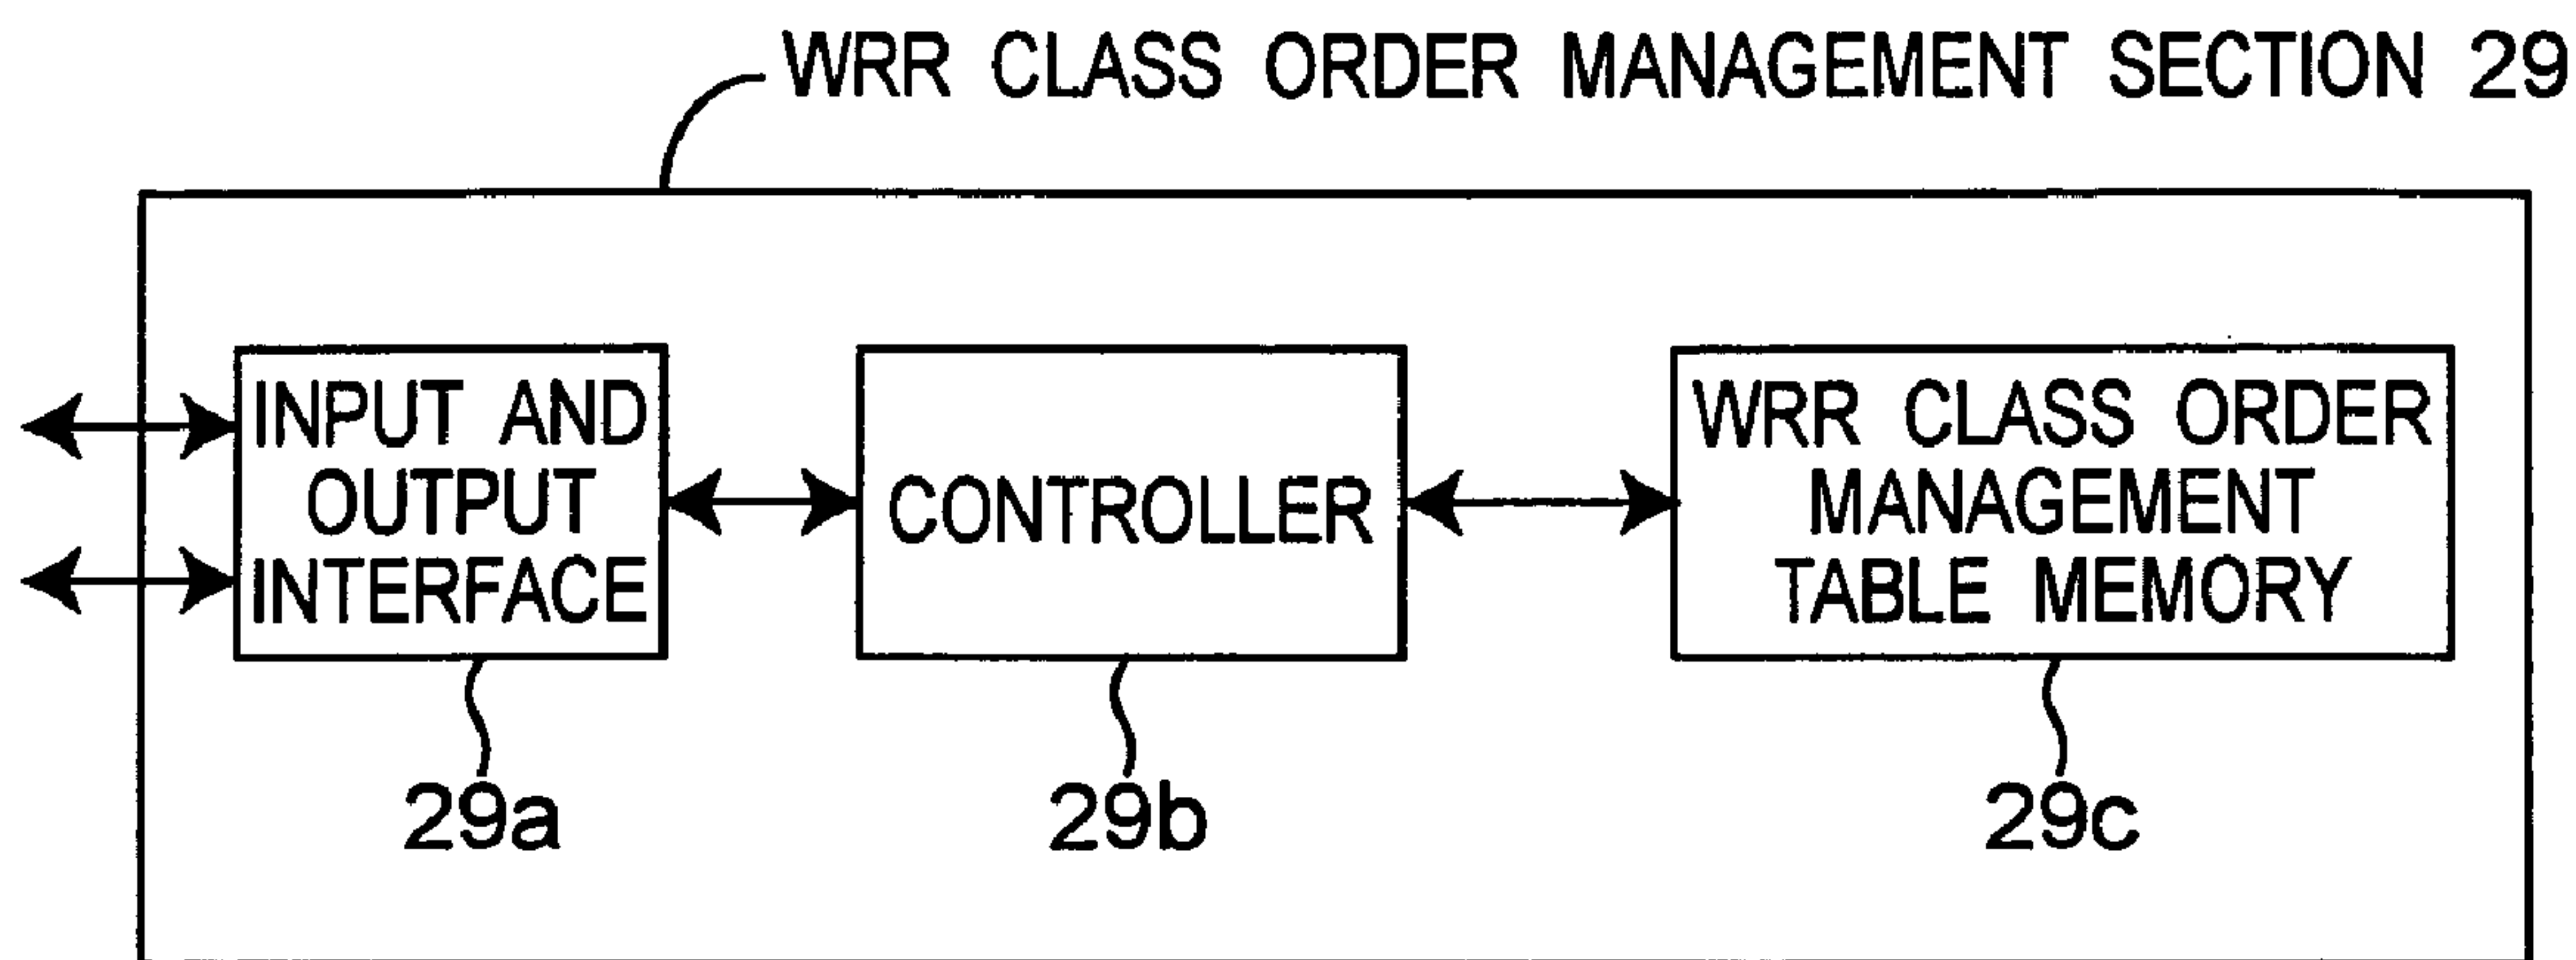 WRR CLASS ORDER MANAGEMENT SECTION 29
INPUT AND
OUTPUT
INTERFACE
CONTROLLER
WRR CLASS ORDER
MANAGEMENT
TABLE MEMORY
29a
29b
29c